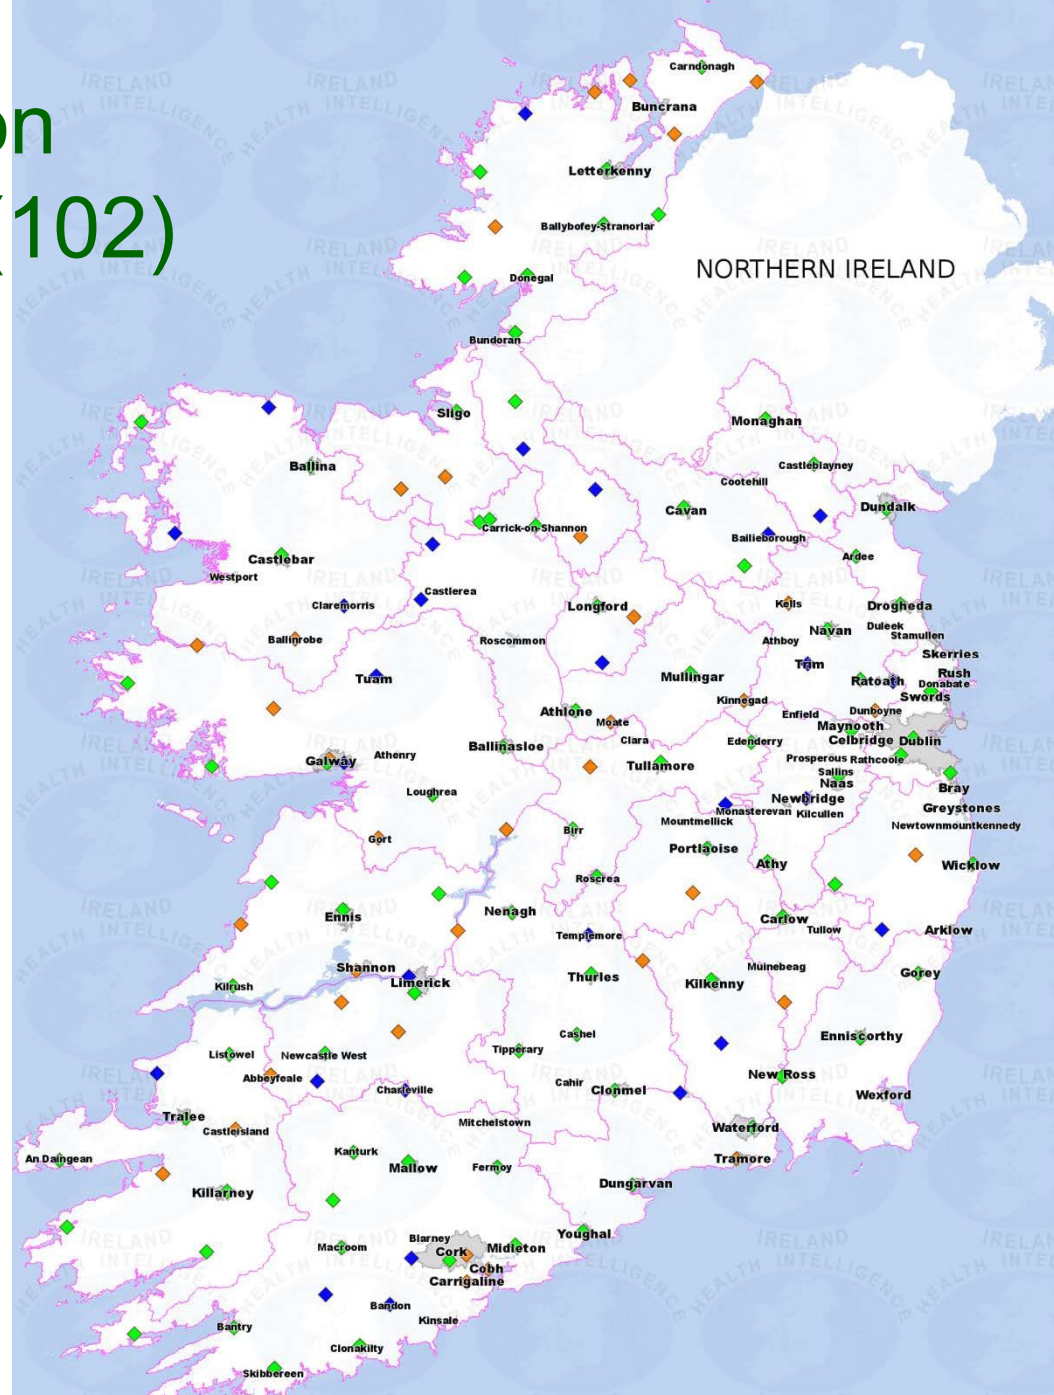 on
(102)
Carndonagh
Buncrana
Letterkenny
Ballybofey-Stranorlar
NORTHERN IRELAND
Donegal
Bundoran
Sligo
Monaghan
Ballina
Castleblayney
Cootehill
Cavan
Dundalk
Carrick-on-Shannon
Bailieborough
Castlebar
Ardee
Westport
Castlerea
Claremorris
Longford
Kells
Drogheda
Ballinrobe
Roscommon
Athboy
Navan
Duleek
Stamullen
Skerries
Tuam
Mullingar
Trim
Ratoath
Rush
Donabate
Swords
Kinnegad
Athlone
Moate
Enfield
Dunboyne
Maynooth
Clara
Edenderry
Celbridge
Dublin
Ballinasloe
Athenry
Galway
Tullamore
Prosperous
Rathcoole
Sallins
Naas
Bray
Loughrea
Newbridge
Monasterevan
Kilcullen
Greystones
Mountmellick
Newtownmountkennedy
Gort
Birr
Portlaoise
Athy
Wicklow
Roscrea
Nenagh
Ennis
Carlow
Tullow
Arklow
Templemore
Shannon
Limerick
Thurles
Muinebeag
Kilkenny
Gorey
Kilrush
Cashel
Enniscorthy
Listowel
Newcastle West
Tipperary
Abbeyfeale
Charleville
Cahir
Clonmel
New Ross
Wexford
Tralee
Castleisland
Mitchelstown
Waterford
An Daingean
Kanturk
Mallow
Fermoy
Tramore
Killarney
Dungarvan
Youghal
Macroom
Blarney
Cork
Midleton
Cobh
Carrigaline
Bandon
Kinsale
Bantry
Clonakilty
Skibbereen
IRELAND
HEALTH INTELLIGENCE